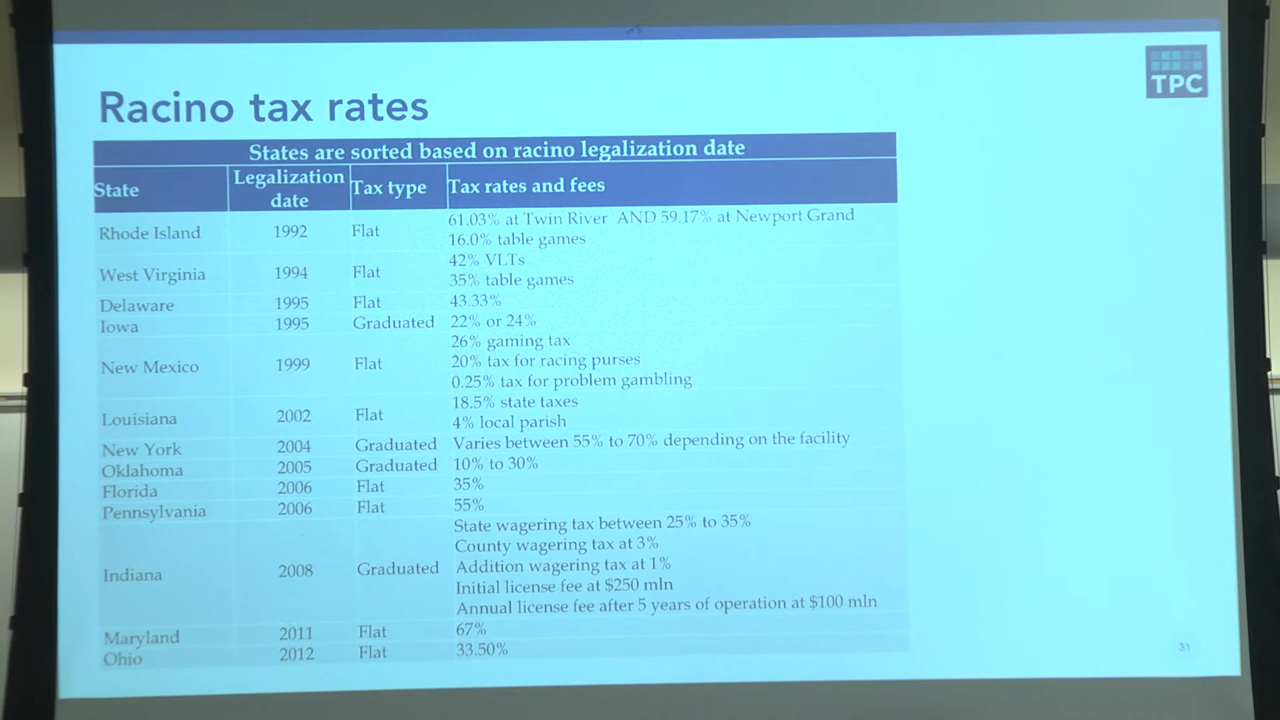 TPC
Racino tax rates
States are sorted based on racino legalization date
State Legalization date Tax type Tax rates and fees
Rhode Island 1992 Flat 61.03% at Twin River AND 59.17% at Newport Grand
16.0% table games
West Virginia 1994 Flat 42% VLTs
35% table games
Delaware 1995 Flat 43.33%
Iowa 1995 Graduated 22% or 24%
New Mexico 1999 Flat 26% gaming tax
20% tax for racing purses
0.25% tax for problem gambling
Louisiana 2002 Flat 18.5% state taxes
4% local parish
New York 2004 Graduated Varies between 55% to 70% depending on the facility
Oklahoma 2005 Graduated 10% to 30%
Florida 2006 Flat 35%
Pennsylvania 2006 Flat 55%
Indiana 2008 Graduated State wagering tax between 25% to 35%
County wagering tax at 3%
Addition wagering tax at 1%
Initial license fee at $250 mln
Annual license fee after 5 years of operation at $100 mln
Maryland 2011 Flat 67%
Ohio 2012 Flat 33.50%
31